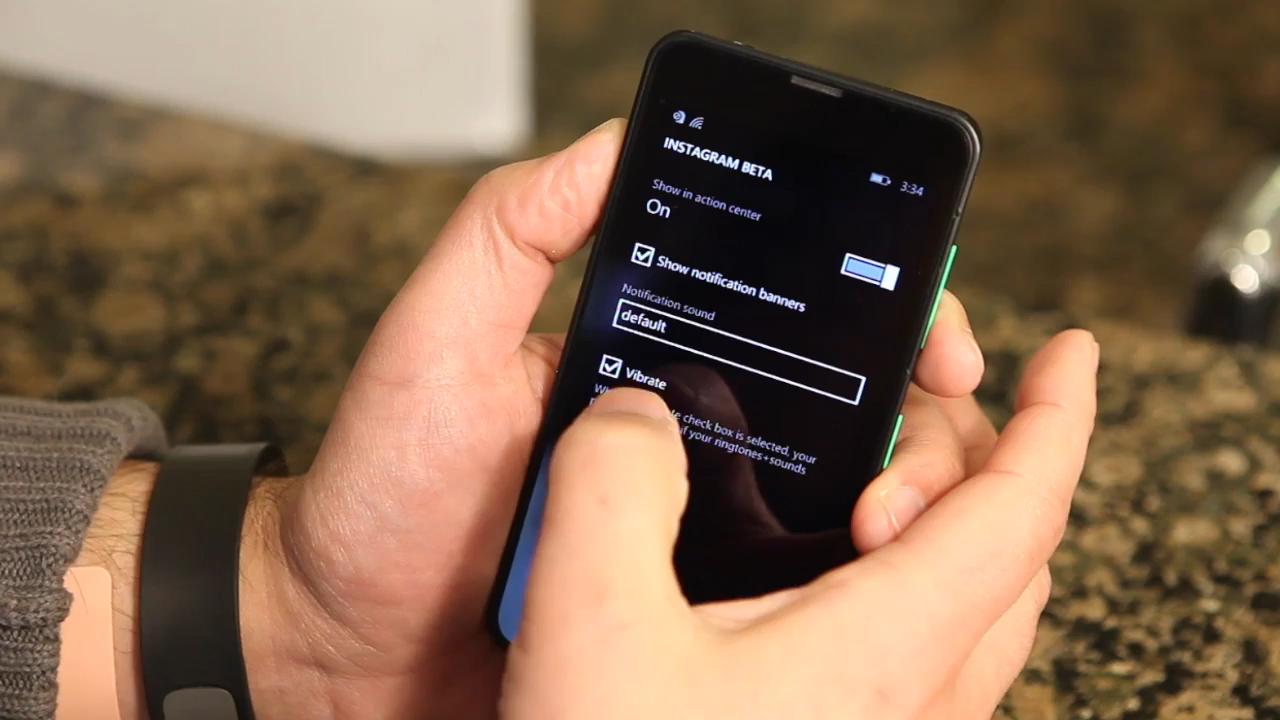 3:34
INSTAGRAM BETA
Show in action center
On
Show notification banners
Notification sound
default
Vibrate
check box is selected, your
if your ringtones+sounds